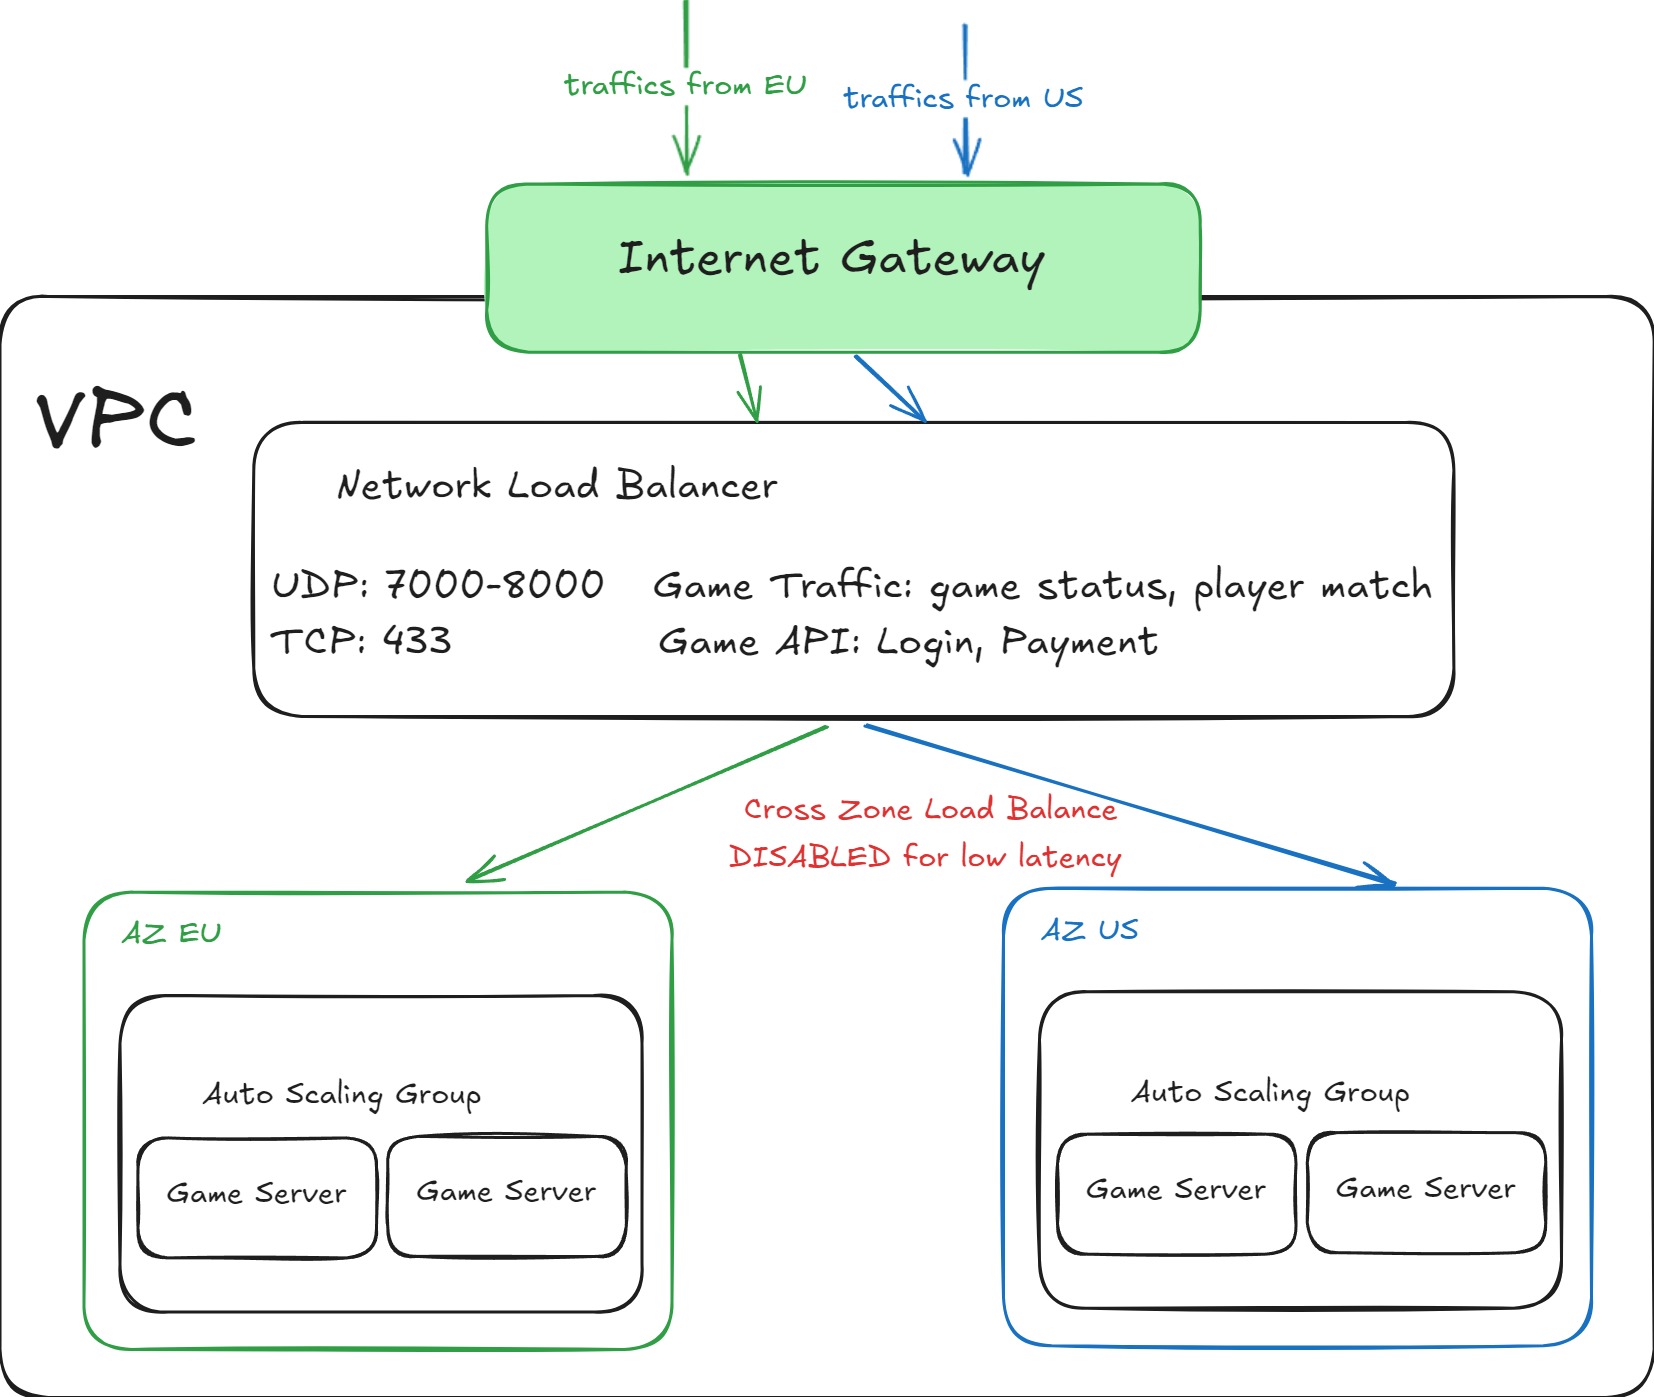 traffics from EU
traffics from US
Internet Gateway
VPC
Network Load Balancer
UDP: 7000-8000 Game Traffic: game status, player match
TCP: 433 Game API: Login, Payment
Cross Zone Load Balance
DISABLED for low latency
AZ EU
AZ US
Auto Scaling Group
Auto Scaling Group
Game Server
Game Server
Game Server
Game Server